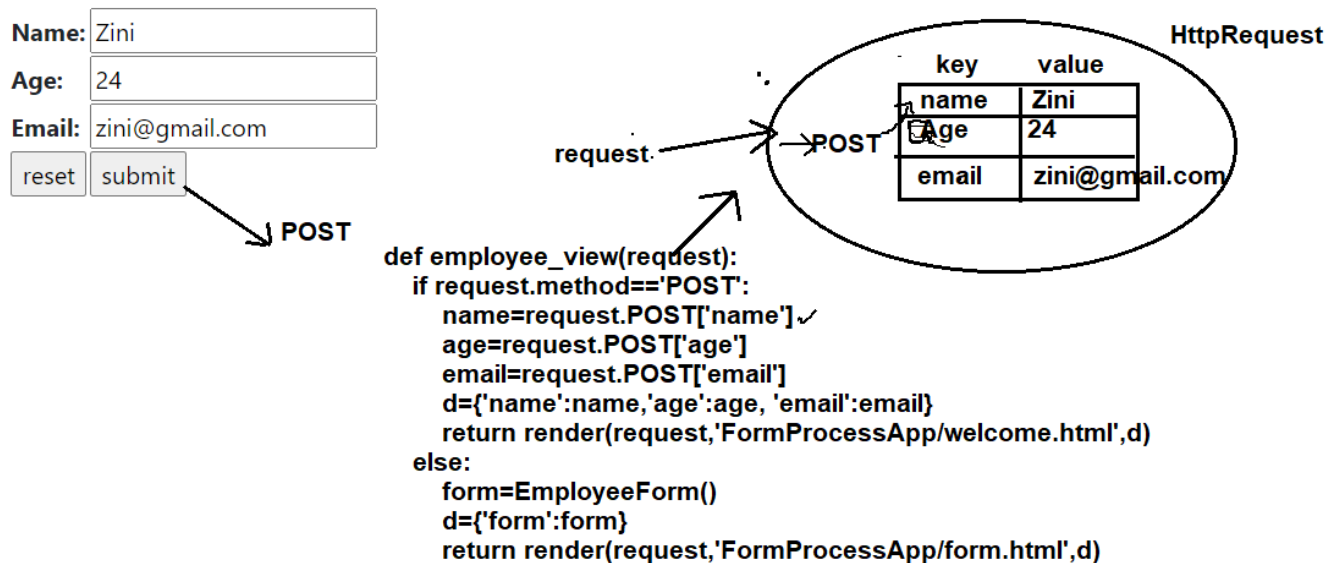 Name: Zini
Age: 24
Email: zini@gmail.com
reset submit
POST
HttpRequest
key value
name Zini
Age 24
email zini@gmail.com
request
POST
def employee_view(request):
if request.method=='POST':
name=request.POST['name']
age=request.POST['age']
email=request.POST['email']
d={'name':name,'age':age, 'email':email}
return render(request,'FormProcessApp/welcome.html',d)
else:
form=EmployeeForm()
d={'form':form}
return render(request,'FormProcessApp/form.html',d)